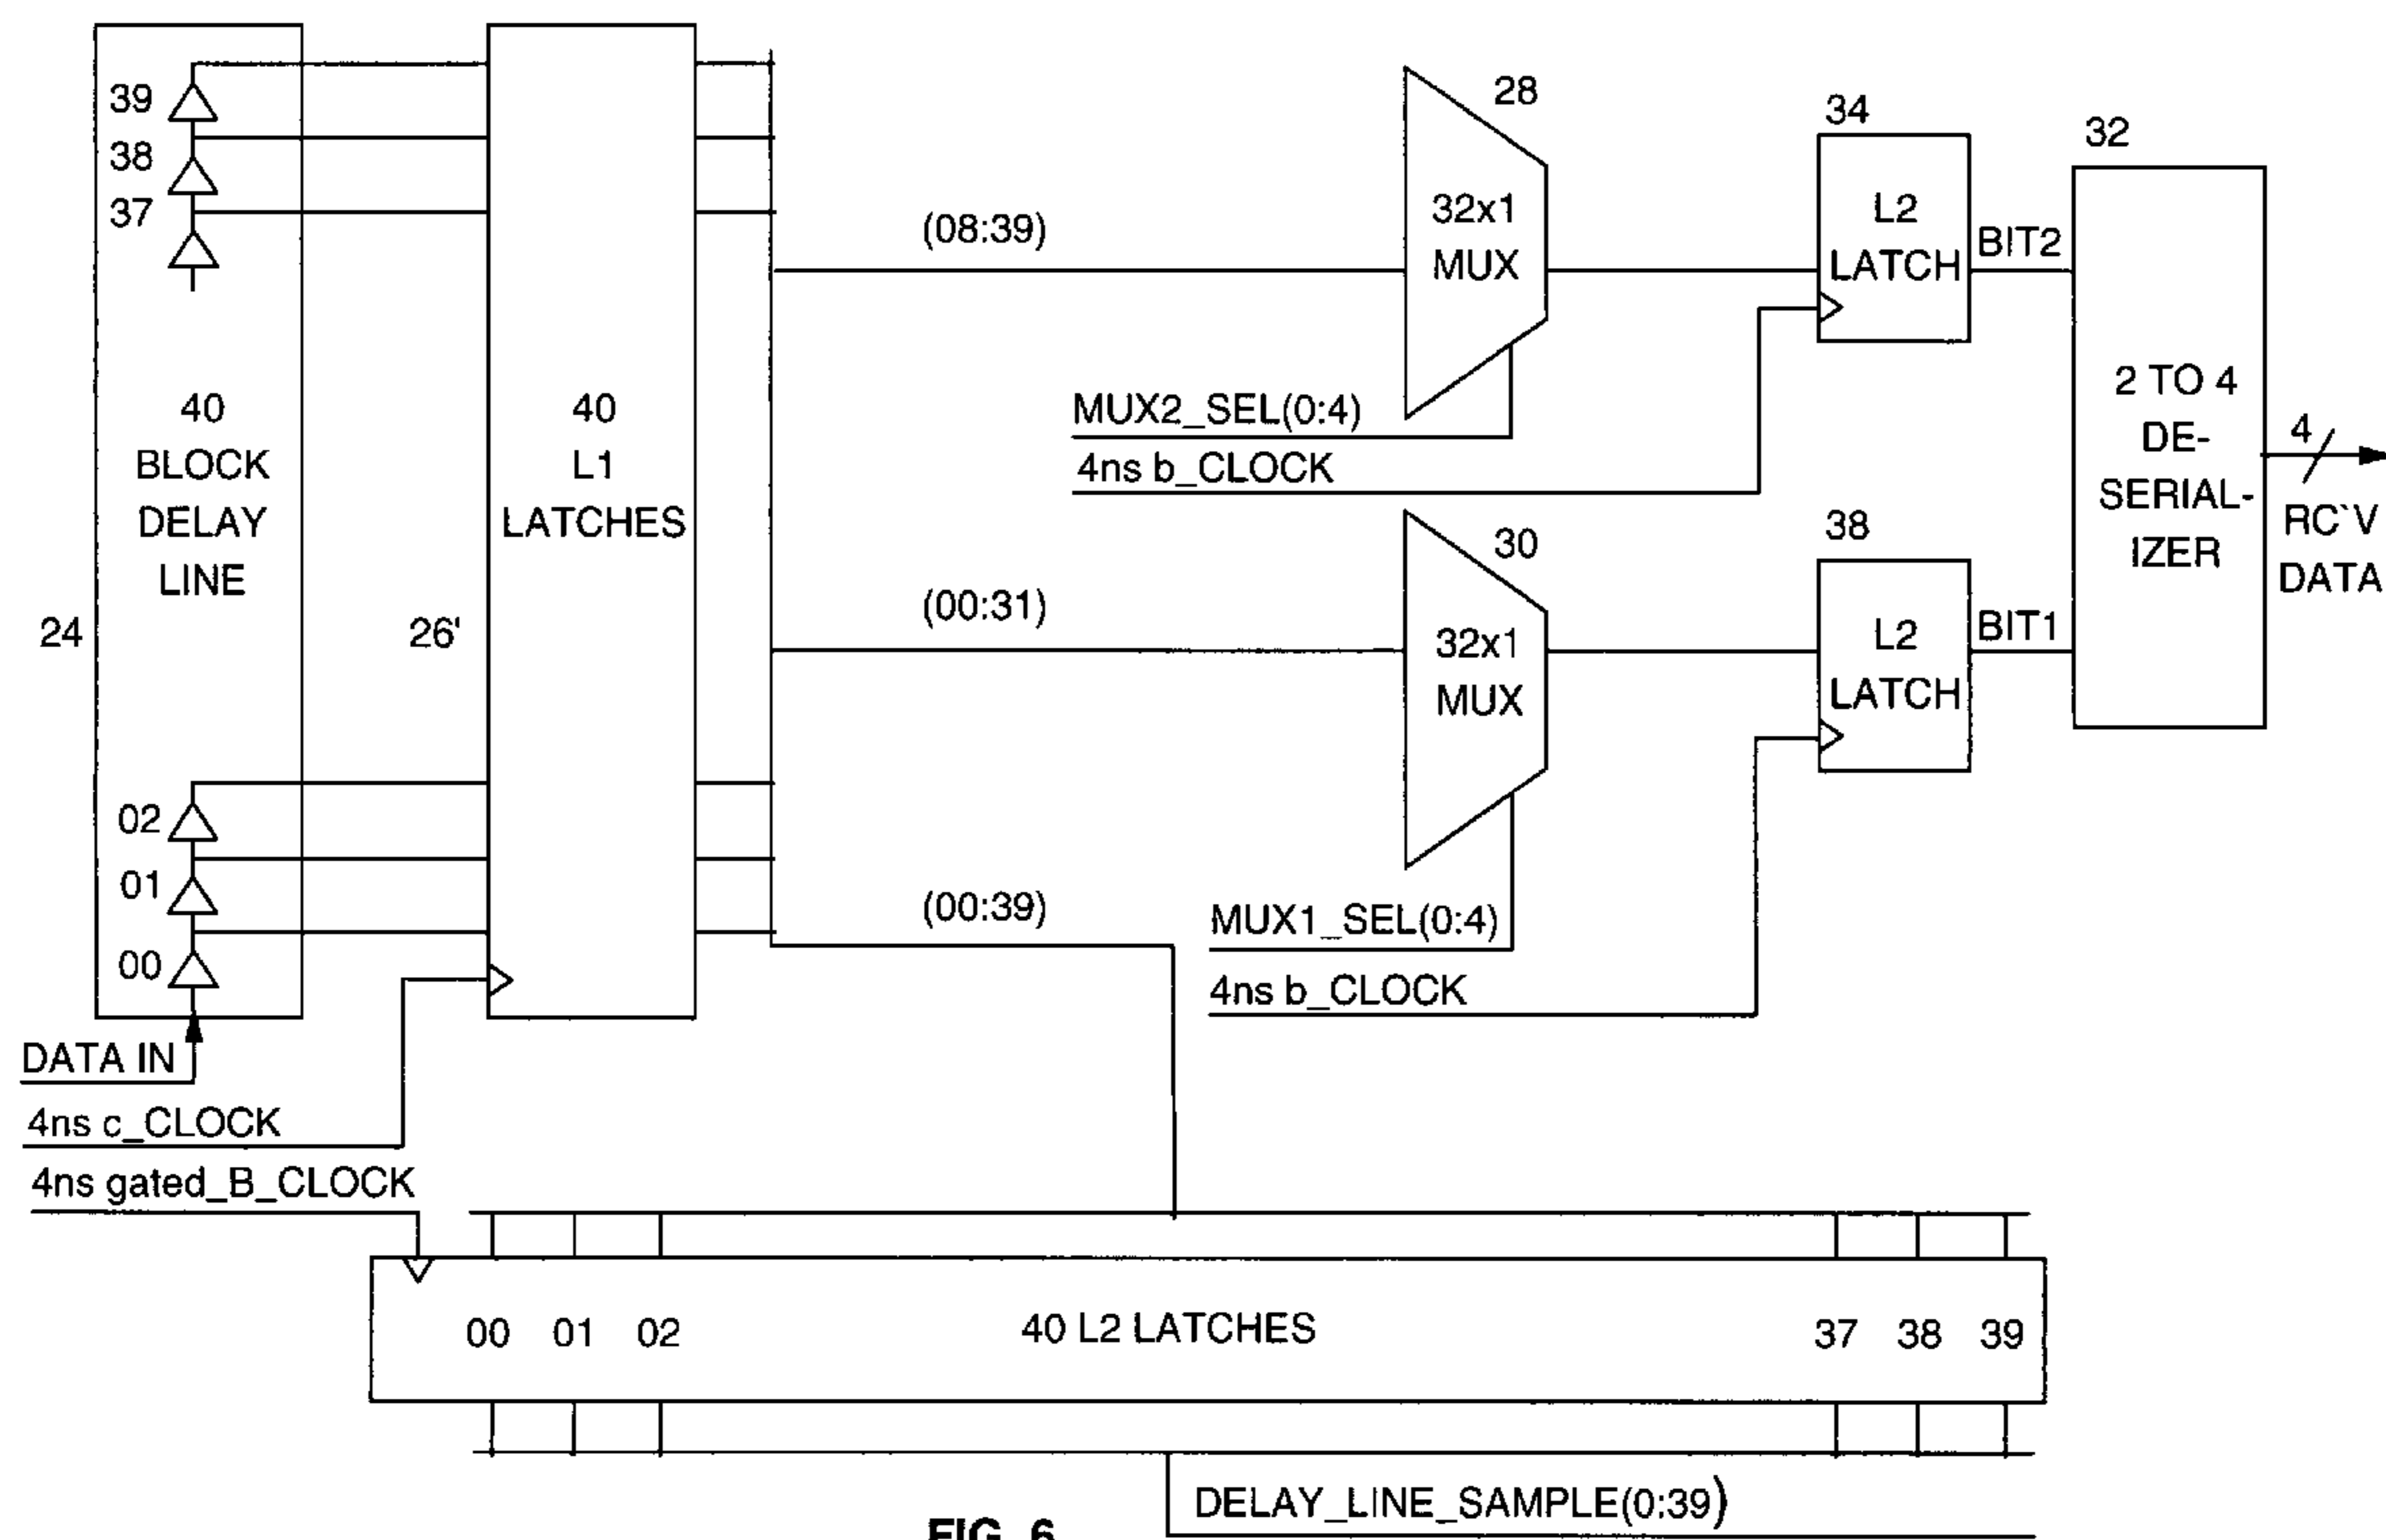 39
38
37
40
BLOCK
DELAY
LINE
24
02
01
00
DATA IN
4ns c_CLOCK
4ns gated_B_CLOCK
40
L1
LATCHES
26'
(08:39)
(00:31)
(00:39)
28
32x1
MUX
MUX2_SEL(0:4)
4ns b_CLOCK
30
32x1
MUX
MUX1_SEL(0:4)
4ns b_CLOCK
34
L2
LATCH
BIT2
38
L2
LATCH
BIT1
32
2 TO 4
DE-
SERIAL-
IZER
4
RC`V
DATA
00 01 02 40 L2 LATCHES 37 38 39
DELAY_LINE_SAMPLE(0:39)
FIG. 6